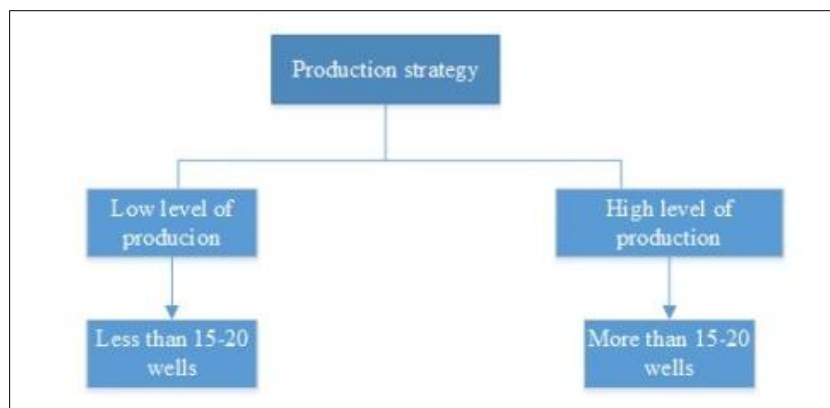 Production strategy
Low level of
producion
High level of
production
Less than 15-20
wells
More than 15-20
wells